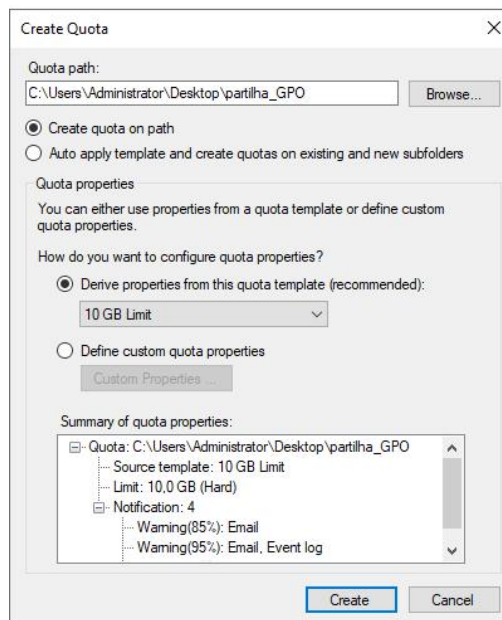 Create Quota
Quota path:
C:\Users\Administrator\Desktop\partilha_GPO
Browse...
Create quota on path
Auto apply template and create quotas on existing and new subfolders
Quota properties
You can either use properties from a quota template or define custom
quota properties.
How do you want to configure quota properties?
Derive properties from this quota template (recommended):
10 GB Limit
Define custom quota properties
Custom Properties ...
Summary of quota properties:
Quota: C:\Users\Administrator\Desktop\partilha_GPO
Source template: 10 GB Limit
Limit: 10,0 GB (Hard)
Notification: 4
Warning(85%): Email
Warning(95%): Email, Event log
Create
Cancel